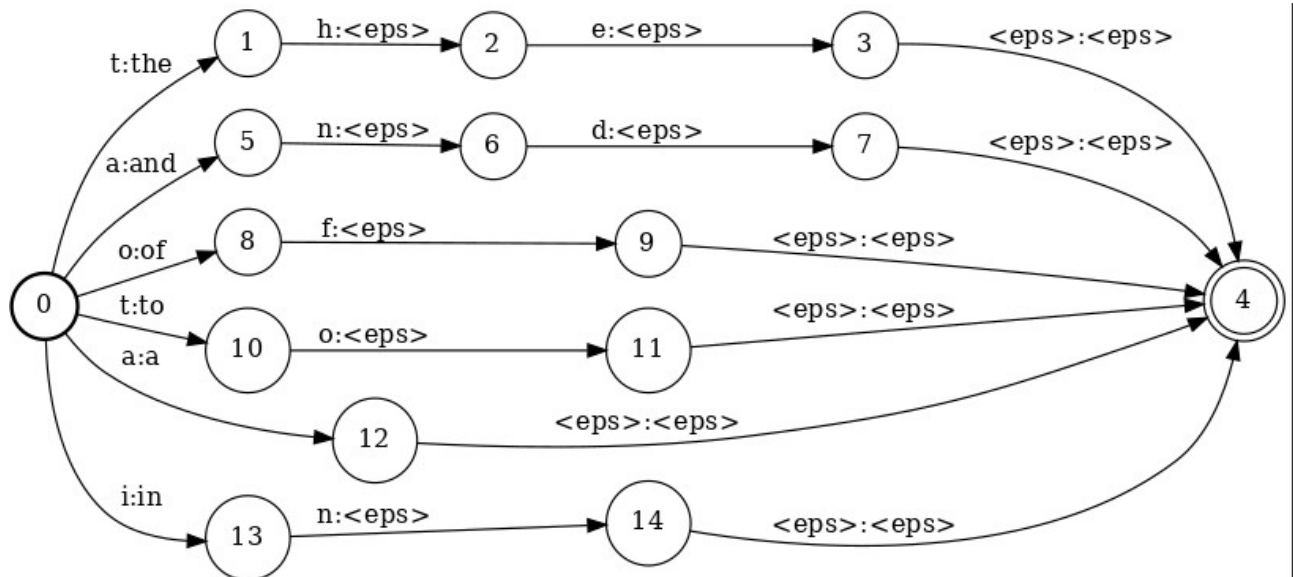 1 h:<eps> 2 e:<eps> 3 <eps>:<eps>
t:the
5 n:<eps> 6 d:<eps> 7 <eps>:<eps>
a:and
8 f:<eps> 9 <eps>:<eps>
o:of
0 4
t:to
10 o:<eps> 11 <eps>:<eps>
a:a
12 <eps>:<eps>
i:in
13 n:<eps> 14 <eps>:<eps>